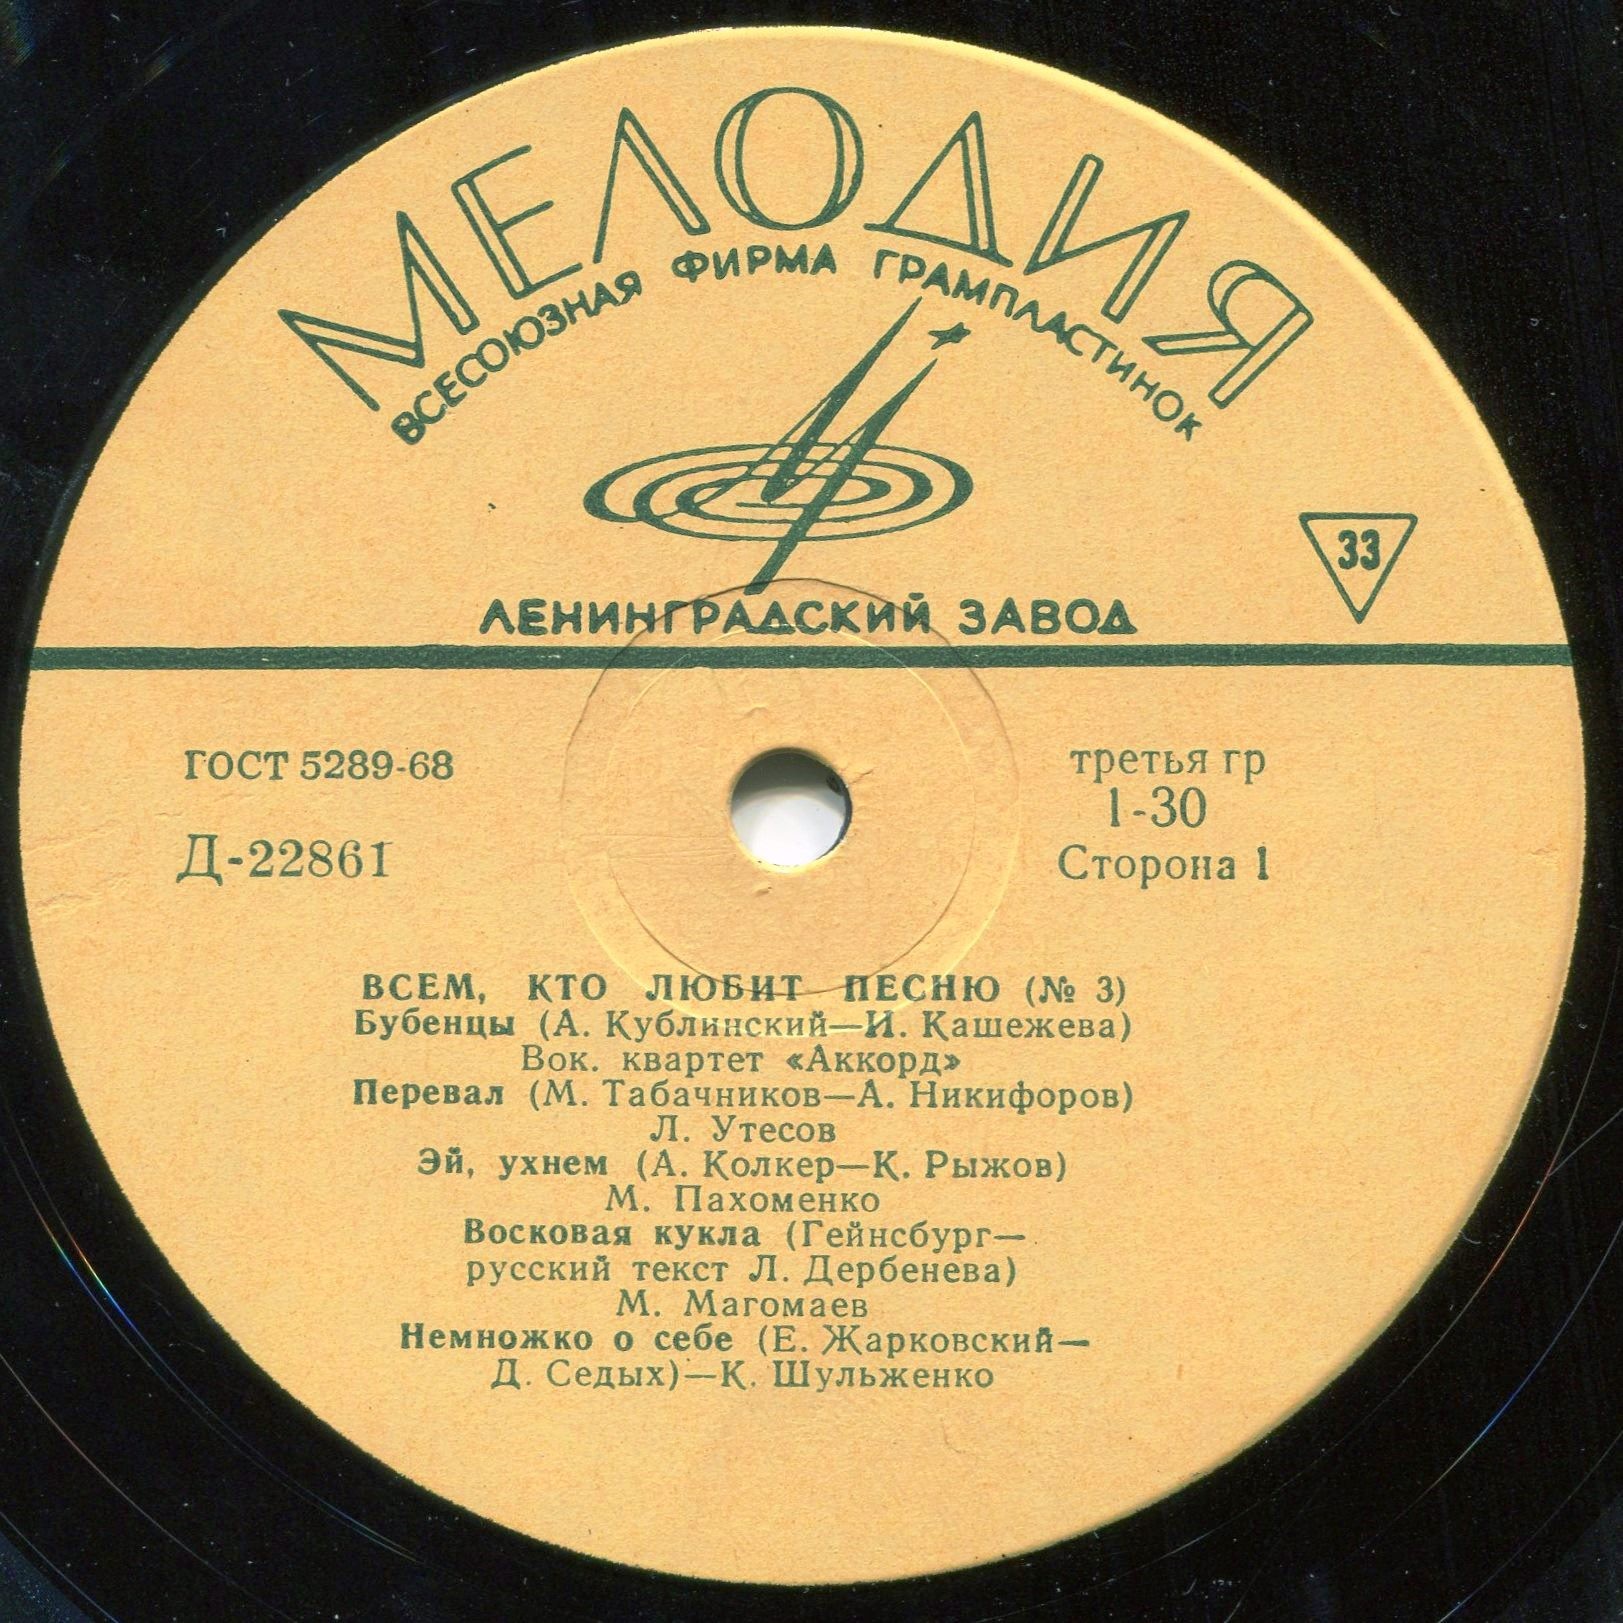 МЕЛОДИЯ
ВСЕСОЮЗНАЯ ФИРМА ГРАМПЛАСТИНОК
33
ЛЕНИНГРАДСКИЙ ЗАВОД
ГОСТ 5289-68
третья гр
1-30
Д-22861
Сторона 1
ВСЕМ, КТО ЛЮБИТ ПЕСНЮ (№ 3)
Бубенцы (А. Кублинский—И. Кашежева)
Вок. квартет «Аккорд»
Перевал (М. Табачников—А. Никифоров)
Л. Утесов
Эй, ухнем (А. Колкер—К. Рыжов)
М. Пахоменко
Восковая кукла (Гейнсбург—
русский текст Л. Дербенева)
М. Магомаев
Немножко о себе (Е. Жарковский—
Д. Седых)—К. Шульженко